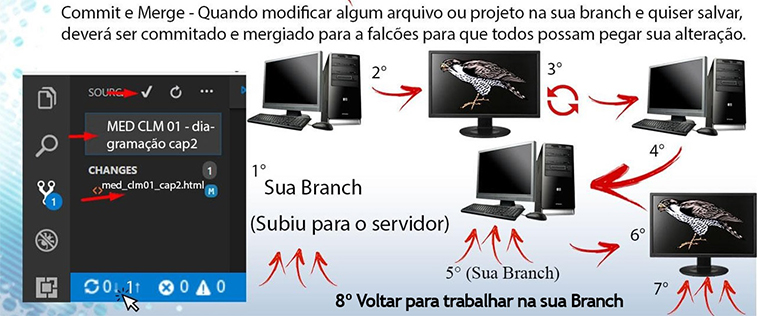 Commit e Merge - Quando modificar algum arquivo ou projeto na sua branch e quiser salvar,
deverá ser commitado e mergiado para a falcões para que todos possam pegar sua alteração.
SOURC
MED CLM 01 - dia-
gramação cap2
CHANGES 1
<> med_clm01_cap2.html M
1
0↓ 1↑ 0 0
1°
Sua Branch
(Subiu para o servidor)
2°
3°
4°
5° (Sua Branch)
6°
7°
8° Voltar para trabalhar na sua Branch